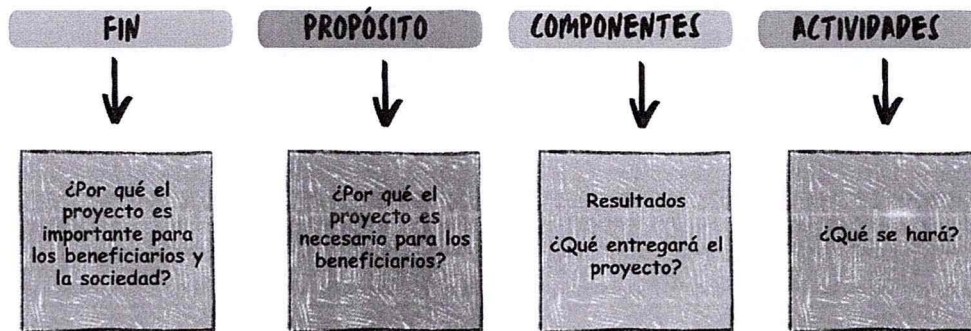 FIN
PROPÓSITO
COMPONENTES
ACTIVIDADES
¿Por qué el
proyecto es
importante para
los beneficiarios y
la sociedad?
¿Por qué el
proyecto es
necesario para los
beneficiarios?
Resultados
¿Qué entregará el
proyecto?
¿Qué se hará?